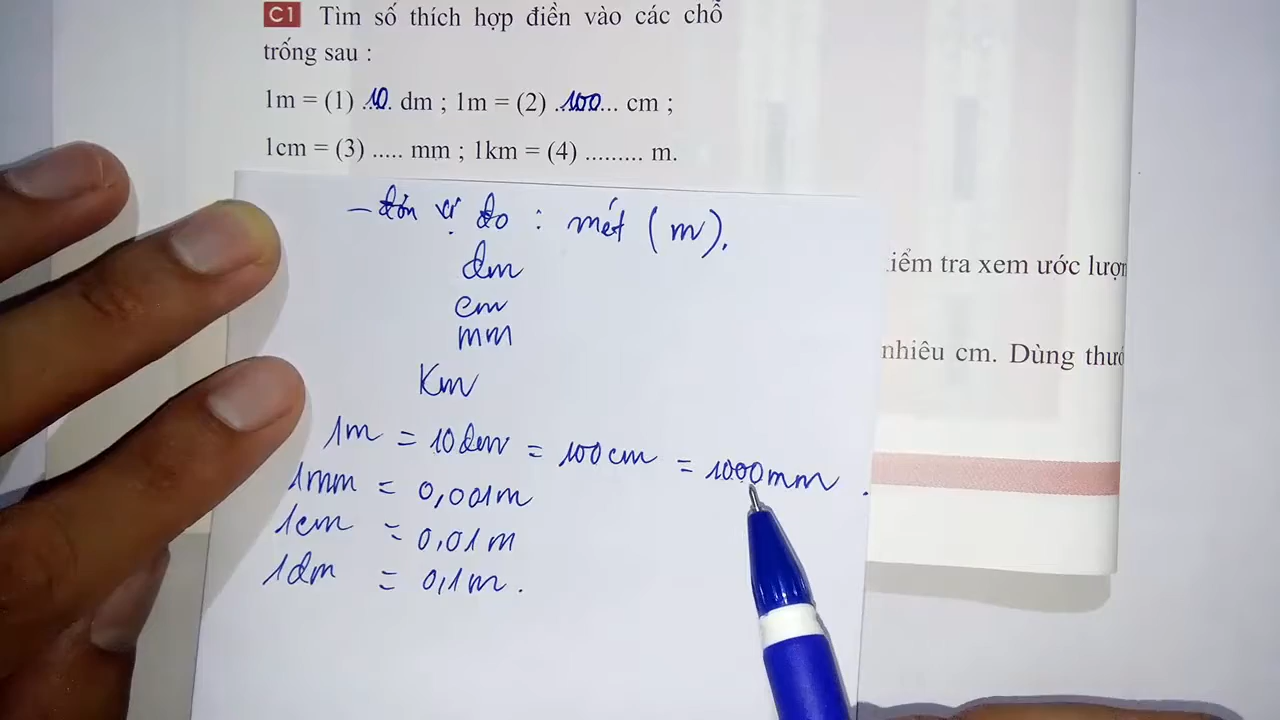 C1 Tìm số thích hợp điền vào các chỗ
trống sau :
1m = (1) .10. dm ; 1m = (2) .100... cm ;
1cm = (3) ..... mm ; 1km = (4) ......... m.
- đơn vị đo : mét (m).
dm
cm
mm
Km
1m = 10dm = 100cm = 1000mm.
1mm = 0,001m
1cm = 0,01m
1dm = 0,1m.
iểm tra xem ước lượn
nhiêu cm. Dùng thướ